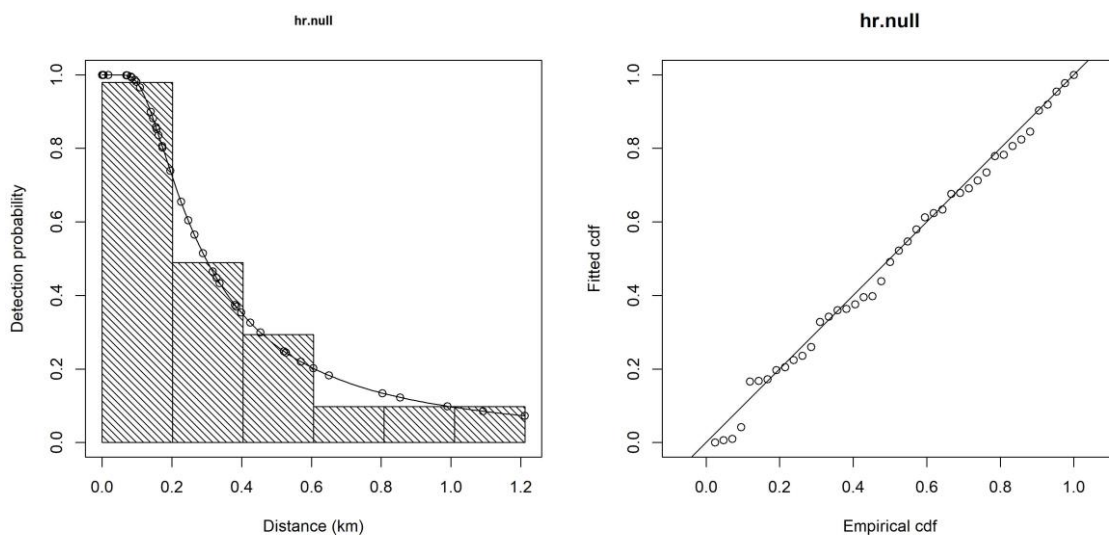 hr.null
Detection probability
1.0
0.8
0.6
0.4
0.2
0.0
0.0 0.2 0.4 0.6 0.8 1.0 1.2
Distance (km)
hr.null
Fitted cdf
1.0
0.8
0.6
0.4
0.2
0.0
0.0 0.2 0.4 0.6 0.8 1.0
Empirical cdf